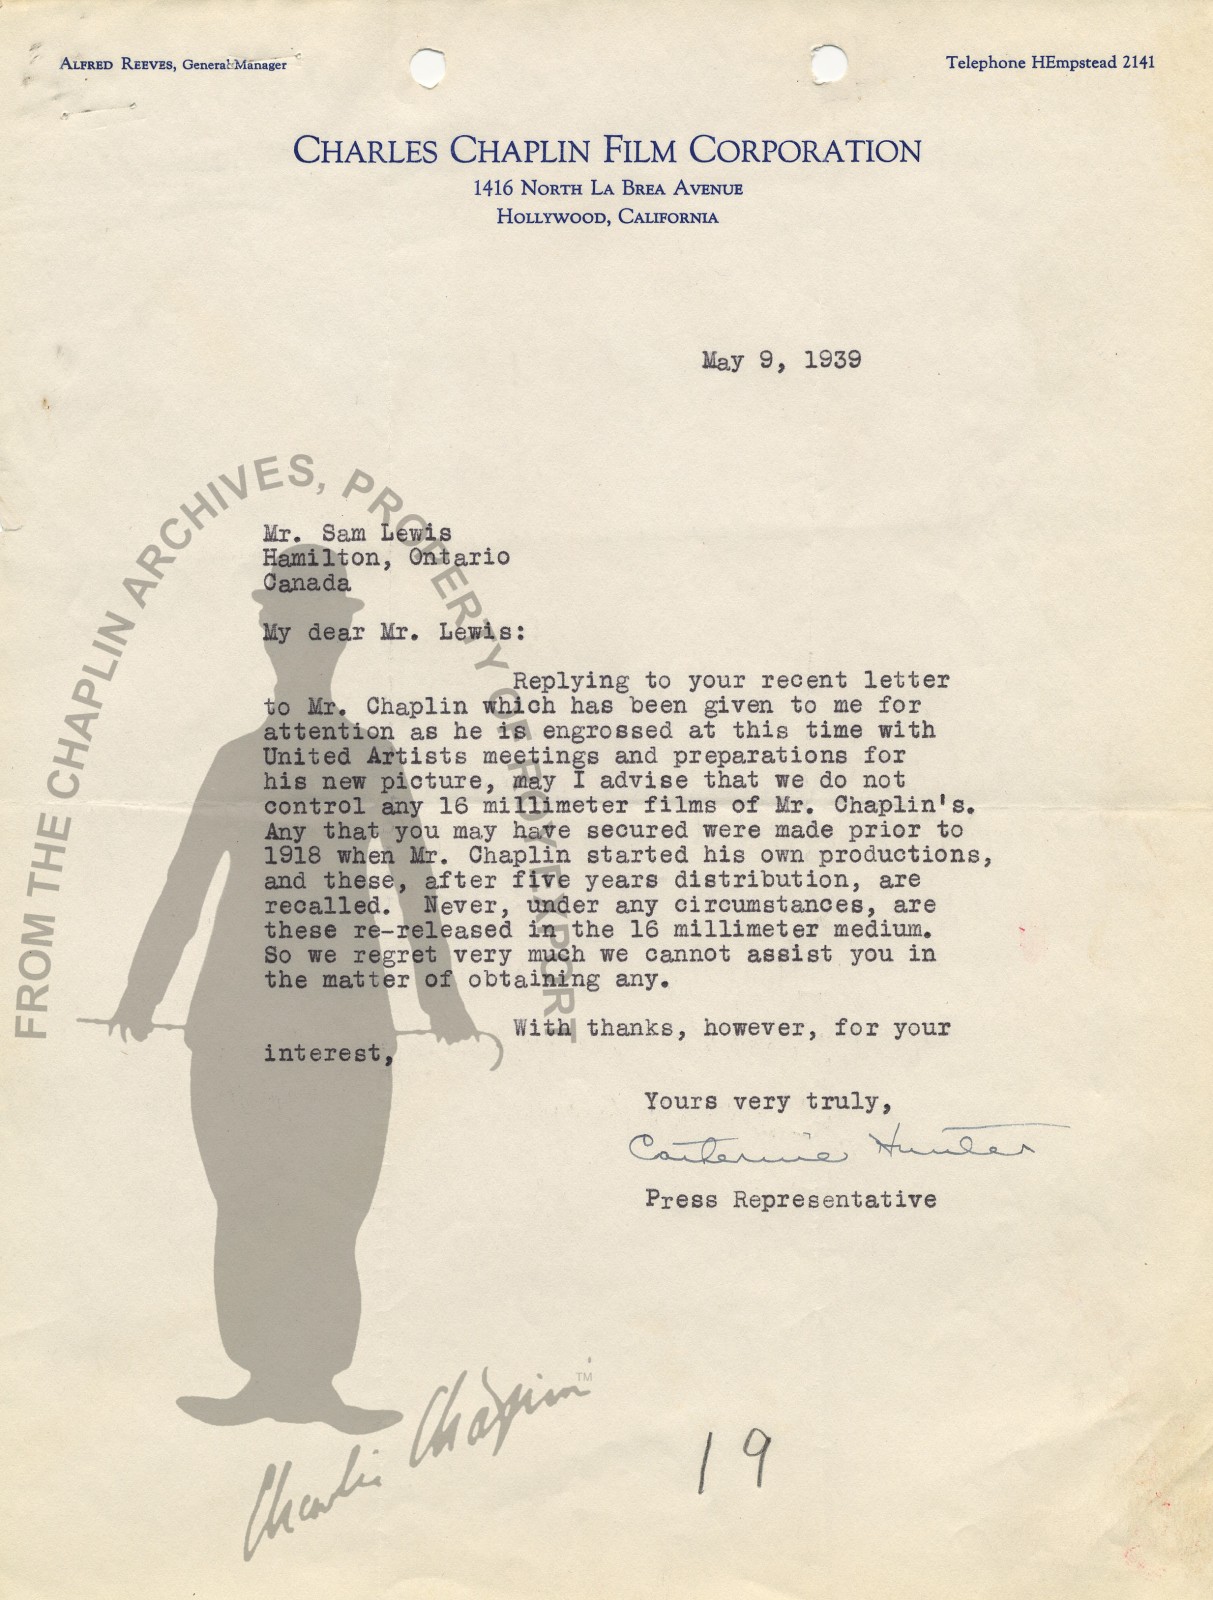 ALFRED REEVES, General Manager
Telephone HEmpstead 2141
CHARLES CHAPLIN FILM CORPORATION
1416 NORTH LA BREA AVENUE
HOLLYWOOD, CALIFORNIA
May 9, 1939
Mr. Sam Lewis
Hamilton, Ontario
Canada
My dear Mr. Lewis:
Replying to your recent letter
to Mr. Chaplin which has been given to me for
attention as he is engrossed at this time with
United Artists meetings and preparations for
his new picture, may I advise that we do not
control any 16 millimeter films of Mr. Chaplin's.
Any that you may have secured were made prior to
1918 when Mr. Chaplin started his own productions,
and these, after five years distribution, are
recalled. Never, under any circumstances, are
these re-released in the 16 millimeter medium.
So we regret very much we cannot assist you in
the matter of obtaining any.
With thanks, however, for your
interest,
Yours very truly,
Catherine Hunter
Press Representative
19
FROM THE CHAPLIN ARCHIVES, PROPERTY OF ROY EXPORT
Charlie Chaplin TM